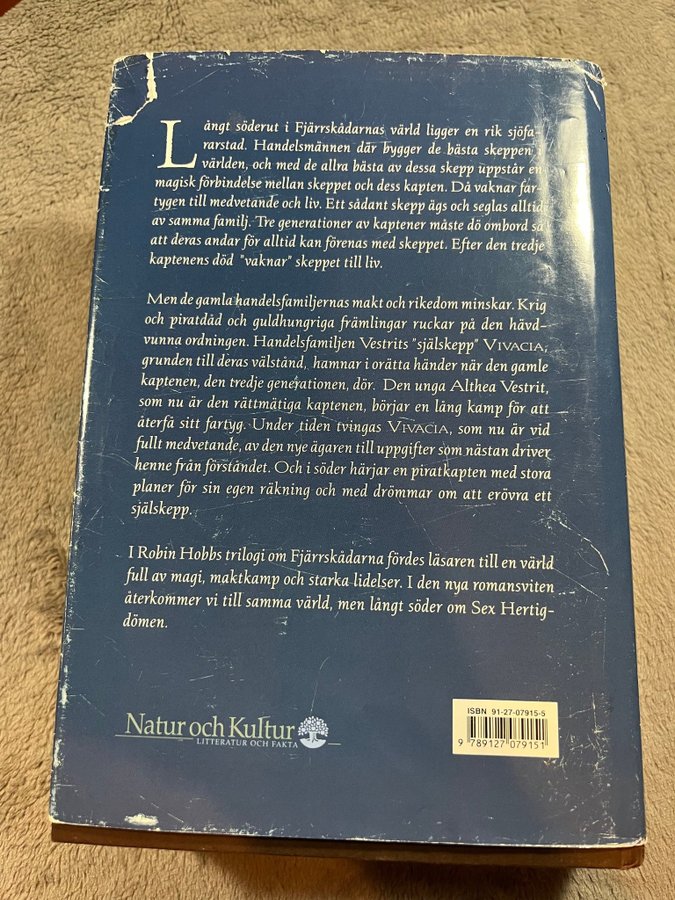 Långt söderut i Fjärrskådarnas värld ligger en rik sjöfa-
rarstad. Handelsmännen där bygger de bästa skeppen i
världen, och med de allra bästa av dessa skepp uppstår en
magisk förbindelse mellan skeppet och dess kapten. Då vaknar far-
tygen till medvetande och liv. Ett sådant skepp ägs och seglas alltid
av samma familj. Tre generationer av kaptener måste dö ombord så
att deras andar för alltid kan förenas med skeppet. Efter den tredje
kaptenens död "vaknar" skeppet till liv.
Men de gamla handelsfamiljernas makt och rikedom minskar. Krig
och piratdåd och guldhungriga främlingar ruckar på den hävd-
vunna ordningen. Handelsfamiljen Vestrits "själskepp" VIVACIA,
grunden till deras välstånd, hamnar i orätta händer när den gamle
kaptenen, den tredje generationen, dör. Den unga Althea Vestrit,
som nu är den rättmätiga kaptenen, börjar en lång kamp för att
återfå sitt fartyg. Under tiden tvingas VIVACIA, som nu är vid
fullt medvetande, av den nye ägaren till uppgifter som nästan driver
henne från förståndet. Och i söder härjar en piratkapten med stora
planer för sin egen räkning och med drömmar om att erövra ett
själskepp.
I Robin Hobbs trilogi om Fjärrskådarna fördes läsaren till en värld
full av magi, maktkamp och starka lidelser. I den nya romansviten
återkommer vi till samma värld, men långt söder om Sex Hertig-
dömen.
Natur och Kultur
LITTERATUR OCH FAKTA
ISBN 91-27-07915-5
9 789127 079151